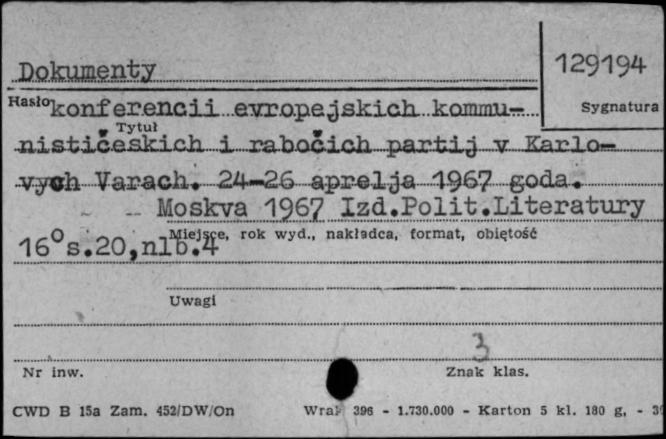 Dokumenty
129194
Hasło
Sygnatura
konferencii evropejskich kommu-
Tytuł
nističeskich i rabočich partij v Karlo-
vych Varach. 24-26 aprelja 1967 goda.
Moskva 1967 Izd.Polit.Literatury
Miejsce, rok wyd., nakładca, format, objętość
16° s.20,nlb.4
Uwagi
3
Nr inw.
Znak klas.
CWD B 15a Zam. 452/DW/On
396 - 1.730.000 - Karton 5 kl. 180 g, -